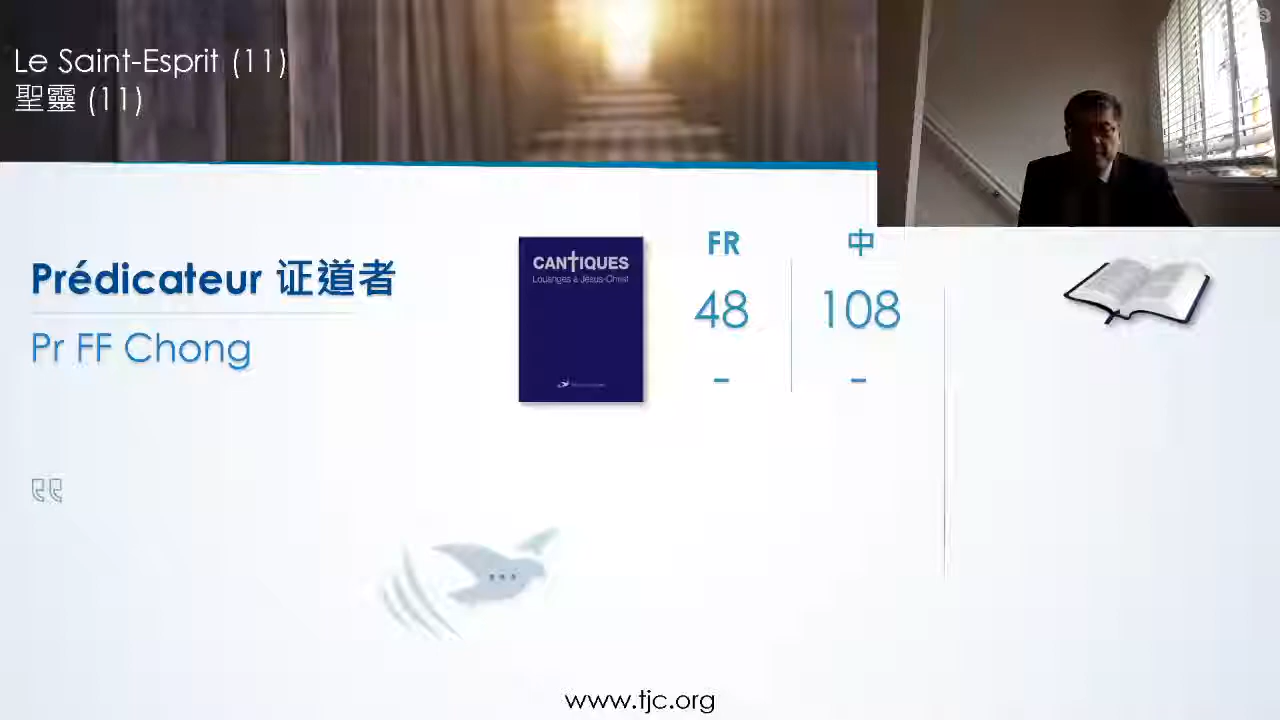 Le Saint-Esprit (11)
聖靈 (11)
Prédicateur 证道者
Pr FF Chong
CANTIQUES
Louanges à Jésus-Christ
FR
中
48
108
-
-
www.tjc.org